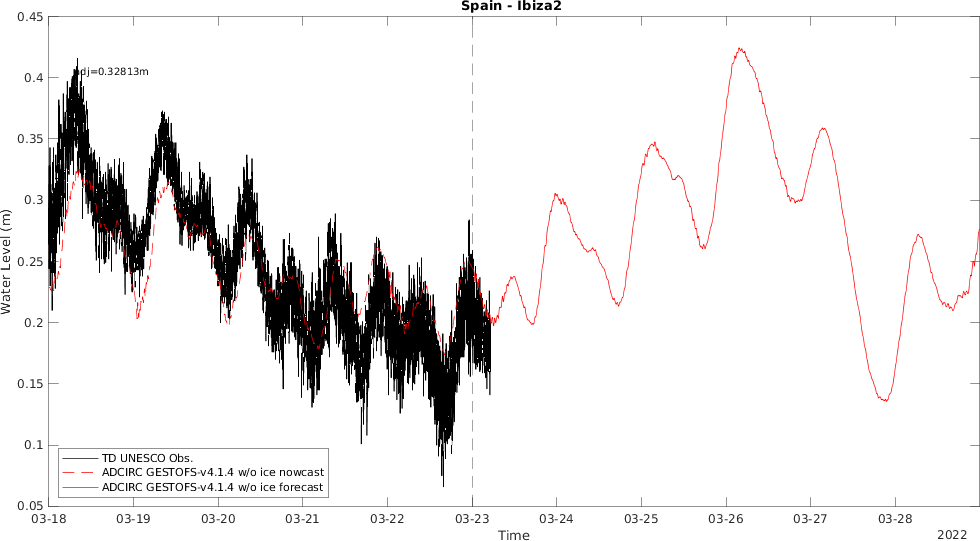 Spain - Ibiza2
0.45
0.4
0.35
0.3
0.25
0.2
0.15
0.1
0.05
Water Level (m)
adj=0.32813m
TD UNESCO Obs.
ADCIRC GESTOFS-v4.1.4 w/o ice nowcast
ADCIRC GESTOFS-v4.1.4 w/o ice forecast
03-18 03-19 03-20 03-21 03-22 03-23 03-24 03-25 03-26 03-27 03-28
Time
2022